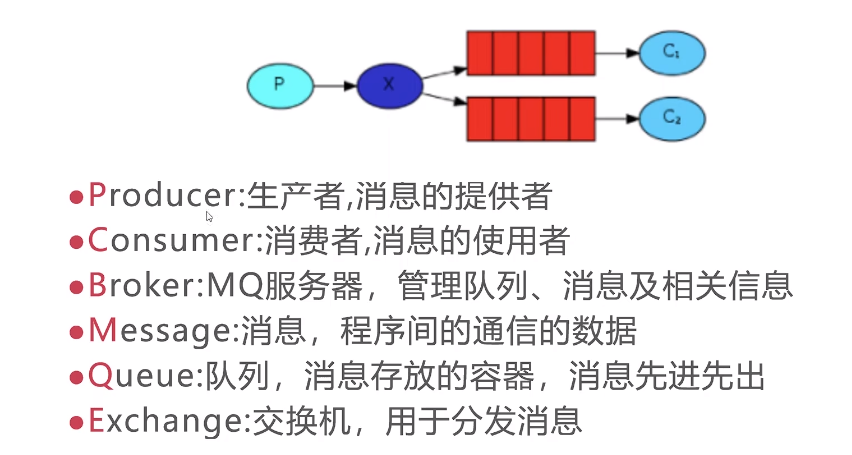 P
X
C₁
C₂
●Producer:生产者,消息的提供者
●Consumer:消费者,消息的使用者
●Broker:MQ服务器，管理队列、消息及相关信息
●Message:消息，程序间的通信的数据
●Queue:队列，消息存放的容器，消息先进先出
●Exchange:交换机，用于分发消息